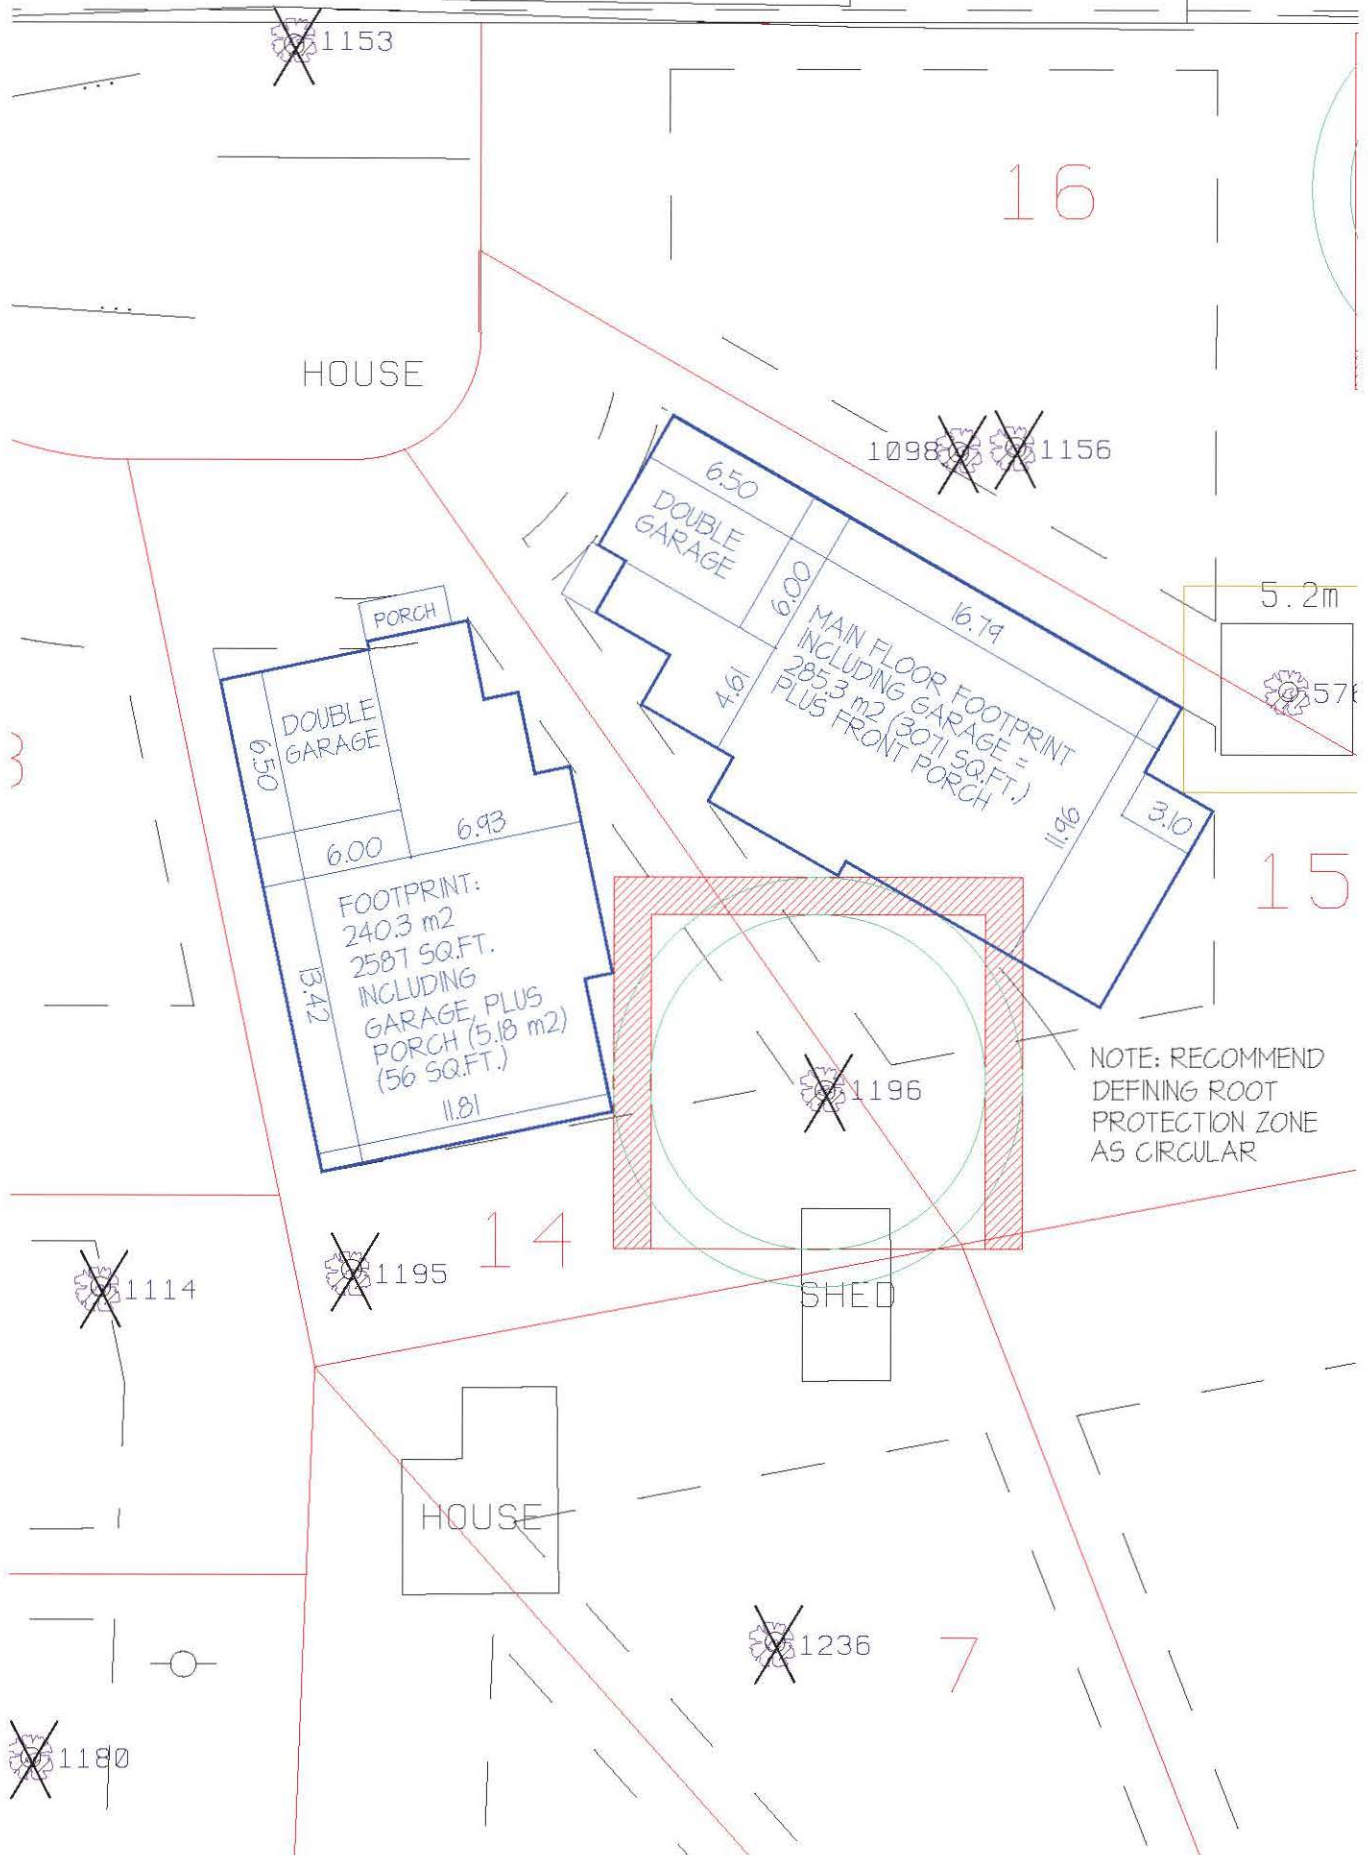 1153
16
HOUSE
1098
1156
6.50
DOUBLE
GARAGE
6.00
16.79
5.2m
PORCH
MAIN FLOOR FOOTPRINT
INCLUDING GARAGE =
285.3 m2 (3071 SQ.FT.)
PLUS FRONT PORCH
4.61
576
DOUBLE
GARAGE
6.50
3
11.96
3.10
6.93
6.00
15
FOOTPRINT:
240.3 m2
2587 SQ.FT.
INCLUDING
GARAGE, PLUS
PORCH (5.18 m2)
(56 SQ.FT.)
13.42
11.81
1196
NOTE: RECOMMEND
DEFINING ROOT
PROTECTION ZONE
AS CIRCULAR
14
1114
1195
SHED
HOUSE
1236
7
1180